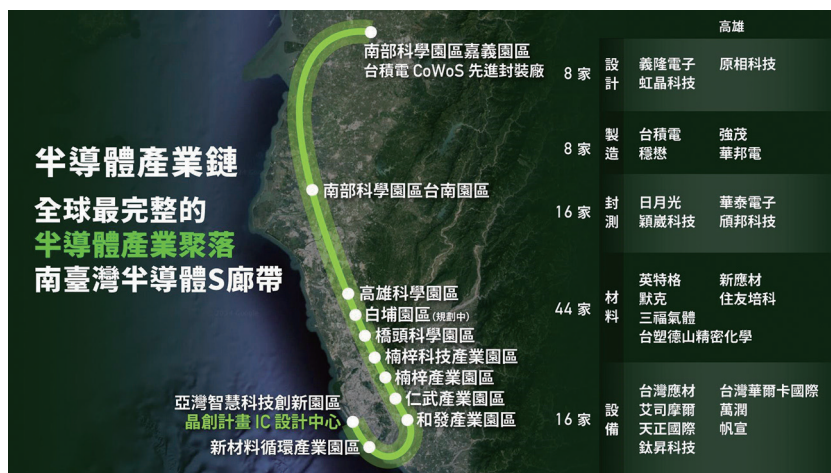 半導體產業鏈
全球最完整的
半導體產業聚落
南臺灣半導體S廊帶
南部科學園區嘉義園區
台積電 CoWoS 先進封裝廠
南部科學園區台南園區
高雄科學園區
白埔園區(規劃中)
橋頭科學園區
楠梓科技產業園區
楠梓產業園區
仁武產業園區
和發產業園區
亞灣智慧科技創新園區
晶創計畫 IC 設計中心
新材料循環產業園區
高雄
8 家 設計 義隆電子 原相科技
虹晶科技
8 家 製造 台積電 強茂
穩懋 華邦電
16 家 封測 日月光 華泰電子
穎崴科技 頎邦科技
44 家 材料 英特格 新應材
默克 住友培科
三福氣體
台塑德山精密化學
16 家 設備 台灣應材 台灣華爾卡國際
艾司摩爾 萬潤
天正國際 帆宣
鈦昇科技